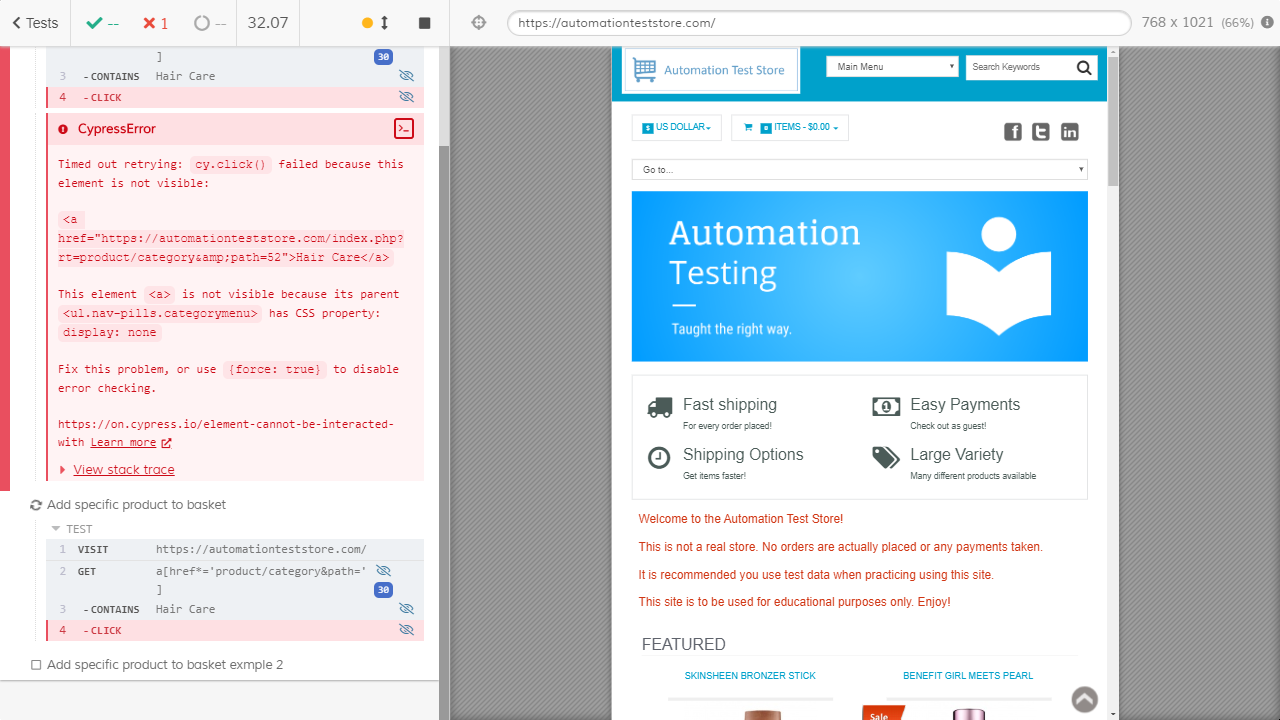 Tests
--
1
--
32.07
https://automationteststore.com/
768 x 1021 (66%)
]
30
3 -CONTAINS Hair Care
4 -CLICK
CypressError
Timed out retrying: cy.click() failed because this
element is not visible:
<a
href="https://automationteststore.com/index.php?
rt=product/category&amp;path=52">Hair Care</a>
This element <a> is not visible because its parent
<ul.nav-pills.categorymenu> has CSS property:
display: none
Fix this problem, or use {force: true} to disable
error checking.
https://on.cypress.io/element-cannot-be-interacted-
with Learn more
View stack trace
Add specific product to basket
TEST
1 VISIT https://automationteststore.com/
2 GET a[href*='product/category&path='
]
30
3 -CONTAINS Hair Care
4 -CLICK
Add specific product to basket exmple 2
Automation Test Store
Main Menu
Search Keywords
$ US DOLLAR
0 ITEMS - $0.00
Go to...
Automation
Testing
Taught the right way.
Fast shipping
For every order placed!
Easy Payments
Check out as guest!
Shipping Options
Get items faster!
Large Variety
Many different products available
Welcome to the Automation Test Store!
This is not a real store. No orders are actually placed or any payments taken.
It is recommended you use test data when practicing using this site.
This site is to be used for educational purposes only. Enjoy!
FEATURED
SKINSHEEN BRONZER STICK
BENEFIT GIRL MEETS PEARL
Sale